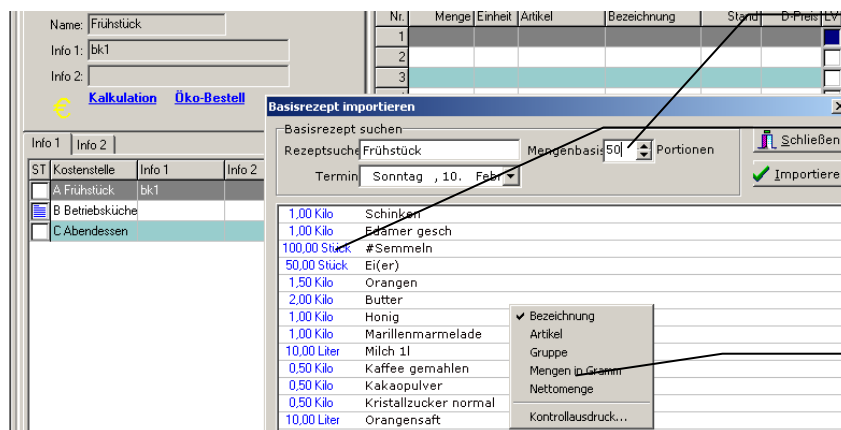 Name: Frühstück
Info 1: bk1
Info 2:
Kalkulation Öko-Bestell
Info 1 Info 2
ST Kostenstelle Info 1 Info 2
A Frühstück bk1
B Betriebsküche
C Abendessen
Nr. Menge Einheit Artikel Bezeichnung Stand D-Preis LV
1
2
3
Basisrezept importieren
Basisrezept suchen
Rezeptsuche Frühstück Mengenbasis 50 Portionen
Termin Sonntag , 10. Febr
Schließen
Importiere
1,00 Kilo Schinken
1,00 Kilo Edamer gesch
100,00 Stück #Semmeln
50,00 Stück Ei(er)
1,50 Kilo Orangen
2,00 Kilo Butter
1,00 Kilo Honig
1,00 Kilo Marillenmarmelade
10,00 Liter Milch 1l
0,50 Kilo Kaffee gemahlen
0,50 Kilo Kakaopulver
0,50 Kilo Kristallzucker normal
10,00 Liter Orangensaft
Bezeichnung
Artikel
Gruppe
Mengen in Gramm
Nettomenge
Kontrollausdruck...